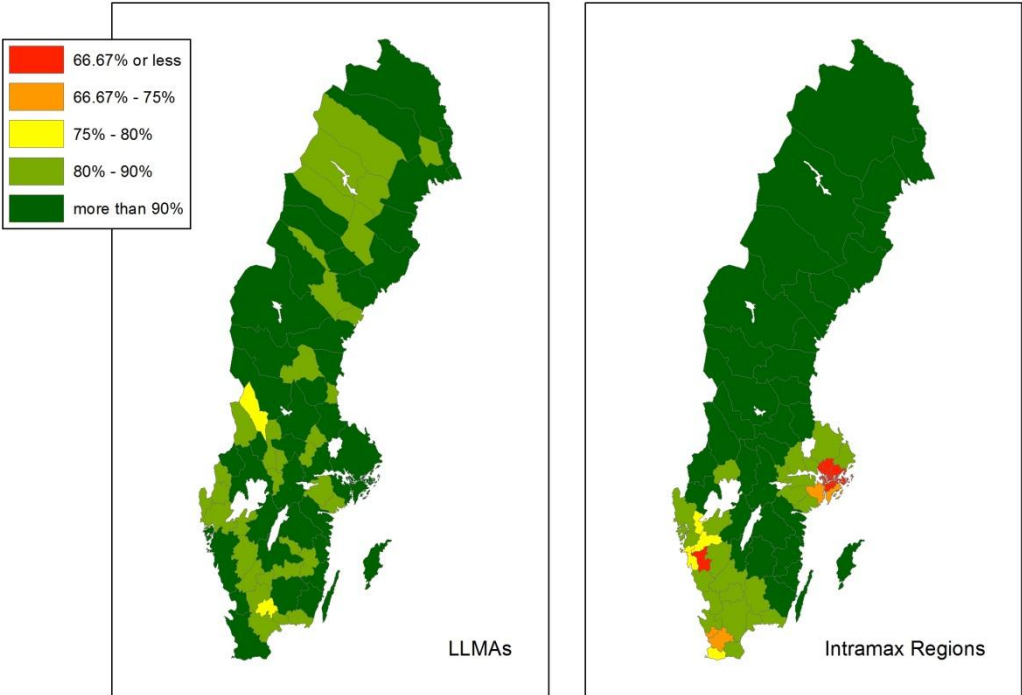 66.67% or less
66.67% - 75%
75% - 80%
80% - 90%
more than 90%
LLMAs
Intramax Regions